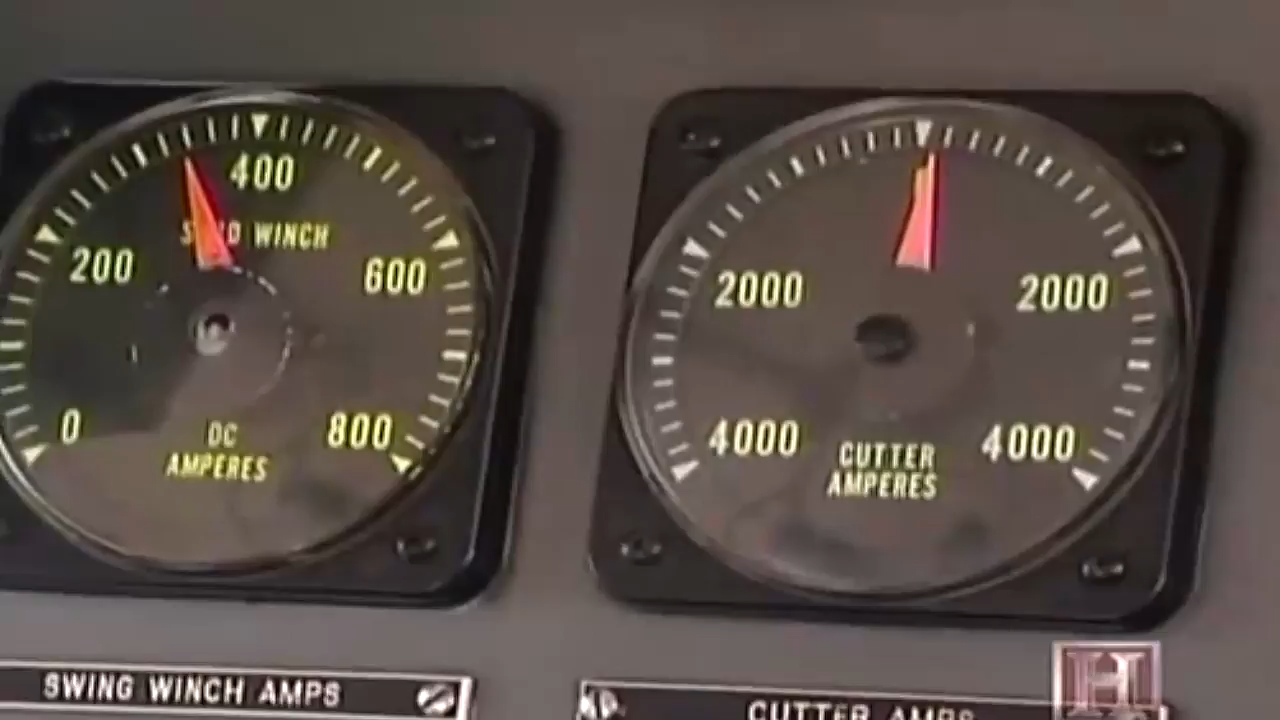 400
WINCH
200
600
0
800
DC
AMPERES
2000
2000
4000
4000
CUTTER
AMPERES
SWING WINCH AMPS
CUTTER AMPS
H